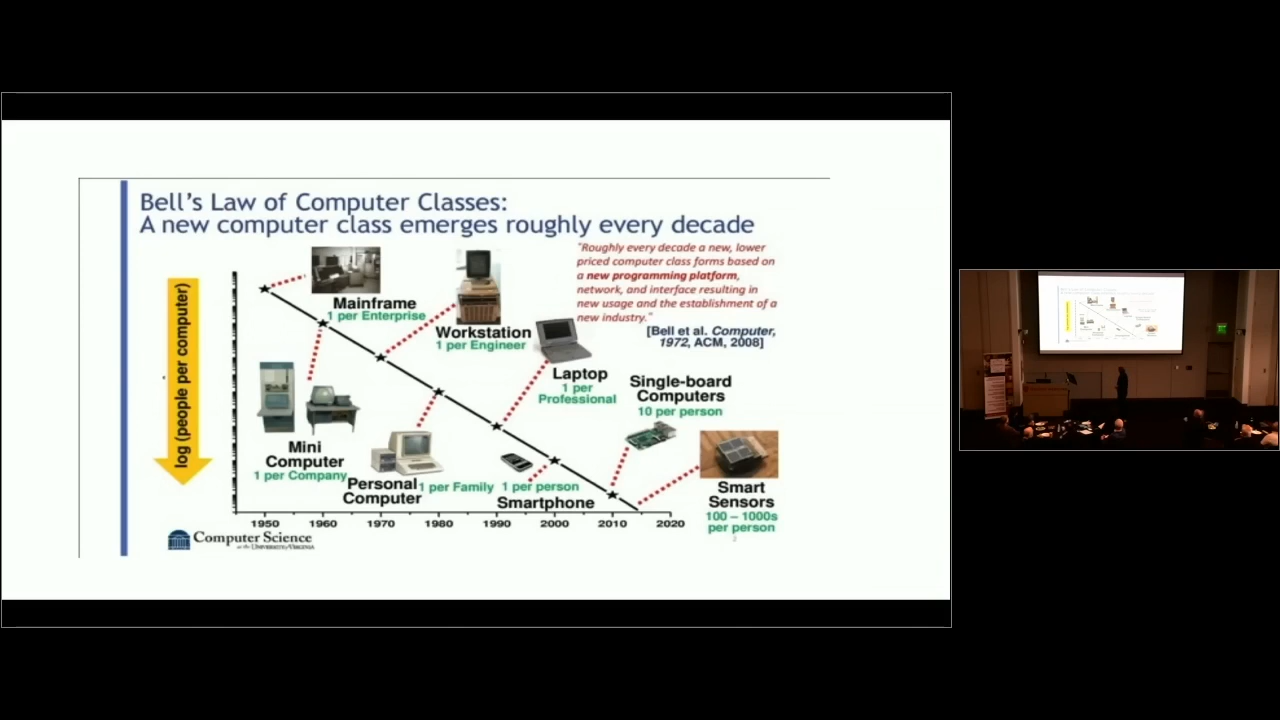 Bell's Law of Computer Classes:
A new computer class emerges roughly every decade
"Roughly every decade a new, lower
priced computer class forms based on
a new programming platform,
network, and interface resulting in
new usage and the establishment of a
new industry."
[Bell et al. Computer,
1972, ACM, 2008]
log (people per computer)
Mainframe
1 per Enterprise
Workstation
1 per Engineer
Laptop
1 per
Professional
Single-board
Computers
10 per person
Mini
Computer
1 per Company
Personal
Computer
1 per Family
1 per person
Smartphone
Smart
Sensors
100 – 1000s
per person
1950 1960 1970 1980 1990 2000 2010 2020
Computer Science
at the UNIVERSITY of VIRGINIA